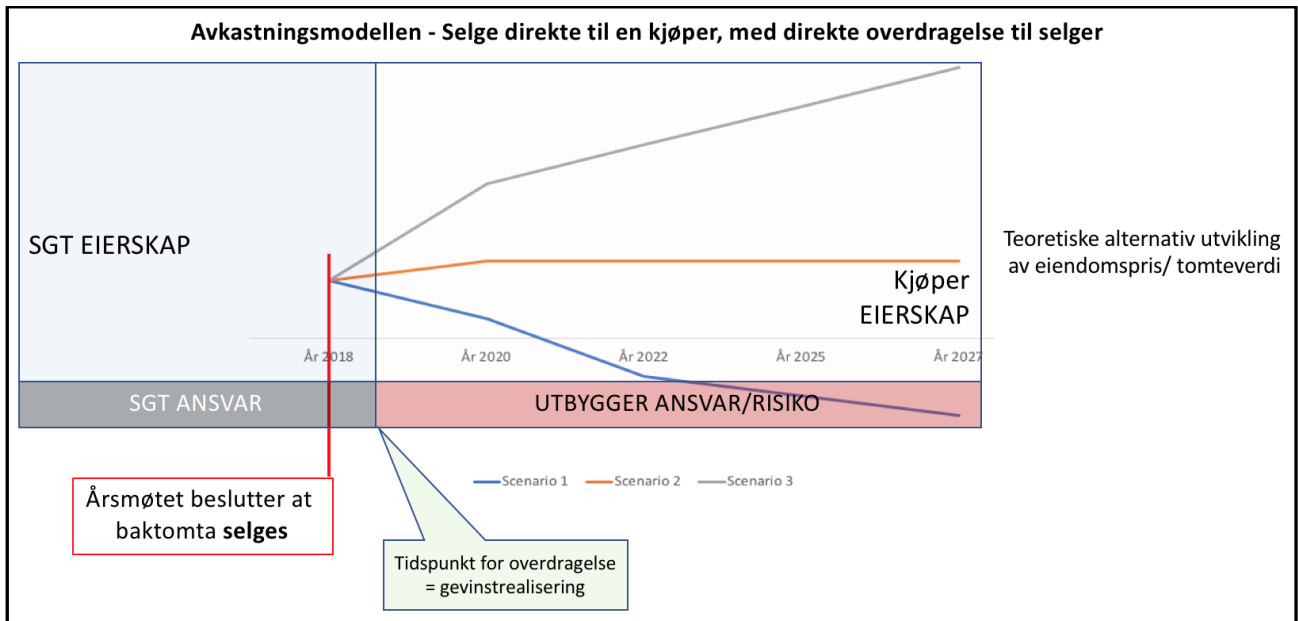 Avkastningsmodellen - Selge direkte til en kjøper, med direkte overdragelse til selger
SGT EIERSKAP
Teoretiske alternativ utvikling
av eiendomspris/ tomteverdi
Kjøper
EIERSKAP
År 2018
År 2020
År 2022
År 2025
År 2027
SGT ANSVAR
UTBYGGER ANSVAR/RISIKO
Scenario 1
Scenario 2
Scenario 3
Årsmøtet beslutter at
baktomta selges
Tidspunkt for overdragelse
= gevinstrealisering